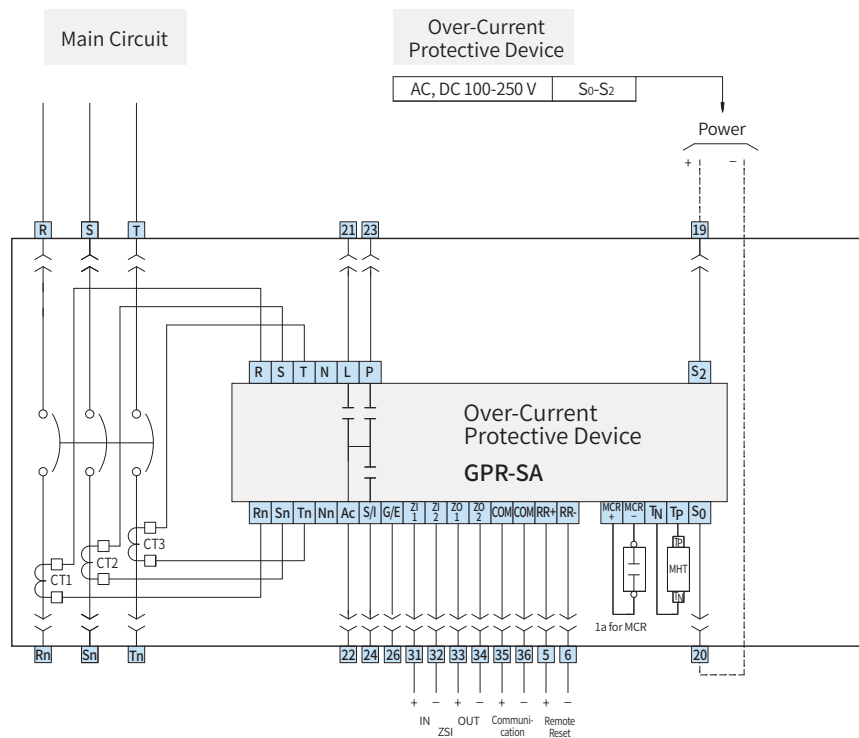 Main Circuit
Over-Current
Protective Device
AC, DC 100-250 V S0-S2
Power
+ −
R S T 21 23 19
R S T N L P S2
Over-Current
Protective Device
GPR-SA
Rn Sn Tn Nn Ac S/I G/E ZI 1 ZI 2 ZO 1 ZO 2 COM COM RR+ RR- MCR + MCR − TN TP S0
CT1 CT2 CT3
TP
MHT
TN
1a for MCR
Rn Sn Tn 22 24 26 31 32 33 34 35 36 5 6 20
+ − + − + − + −
IN OUT
ZSI
Communi-
cation
Remote
Reset